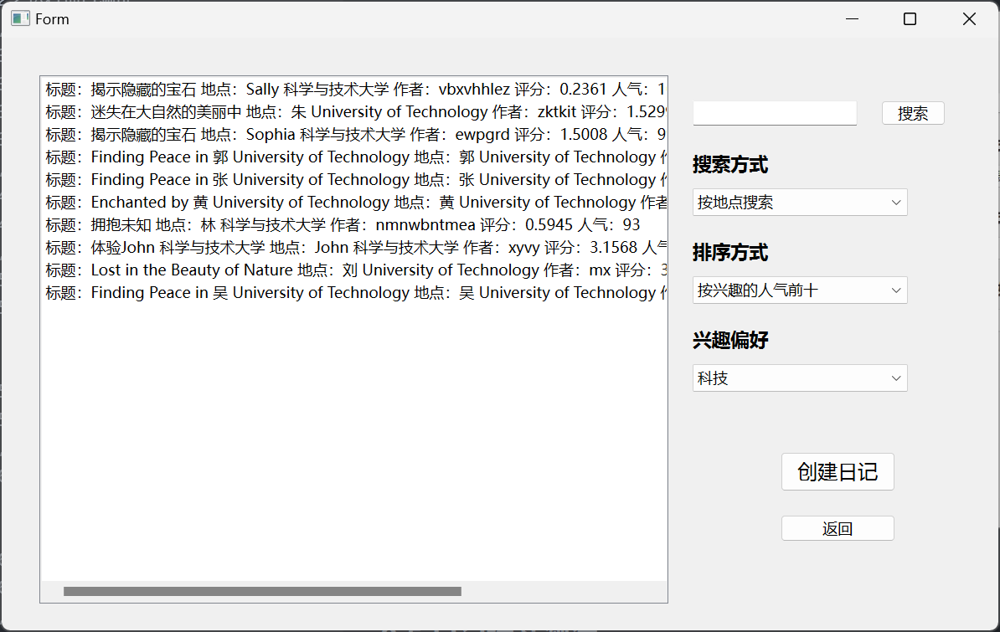 Form
标题：揭示隐藏的宝石 地点：Sally 科学与技术大学 作者：vbxvhhlez 评分：0.2361 人气：1
标题：迷失在大自然的美丽中 地点：朱 University of Technology 作者：zktkit 评分：1.529
标题：揭示隐藏的宝石 地点：Sophia 科学与技术大学 作者：ewpgrd 评分：1.5008 人气：9
标题：Finding Peace in 郭 University of Technology 地点：郭 University of Technology
标题：Finding Peace in 张 University of Technology 地点：张 University of Technology
标题：Enchanted by 黄 University of Technology 地点：黄 University of Technology 作者
标题：拥抱未知 地点：林 科学与技术大学 作者：nmnwbntmea 评分：0.5945 人气：93
标题：体验John 科学与技术大学 地点：John 科学与技术大学 作者：xyvy 评分：3.1568 人气
标题：Lost in the Beauty of Nature 地点：刘 University of Technology 作者：mx 评分：3
标题：Finding Peace in 吴 University of Technology 地点：吴 University of Technology
搜索
搜索方式
按地点搜索
排序方式
按兴趣的人气前十
兴趣偏好
科技
创建日记
返回